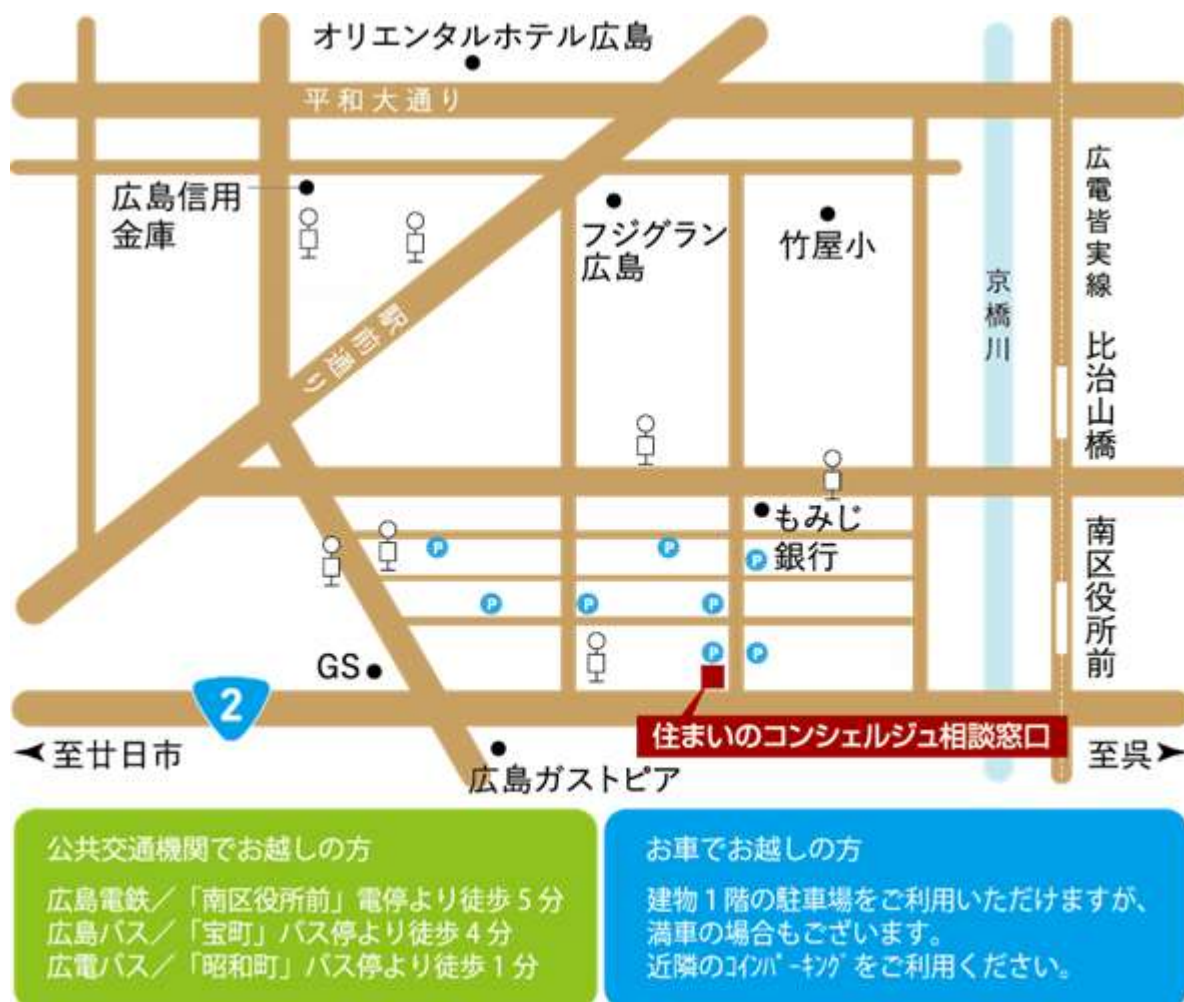 オリエンタルホテル広島
平和大通り
広島信用
金庫
フジグラン
広島
竹屋小
広電皆実線
京橋川
比治山橋
駅前通り
もみじ
銀行
P
P
P
P
P
P
P
P
南区役所前
GS
2
住まいのコンシェルジュ相談窓口
至廿日市
至呉
広島ガストピア
公共交通機関でお越しの方
広島電鉄／「南区役所前」電停より徒歩5分
広島バス／「宝町」バス停より徒歩4分
広電バス／「昭和町」バス停より徒歩1分
お車でお越しの方
建物1階の駐車場をご利用いただけますが、
満車の場合もございます。
近隣のｺｲﾝﾊﾟｰｷﾝｸﾞをご利用ください。